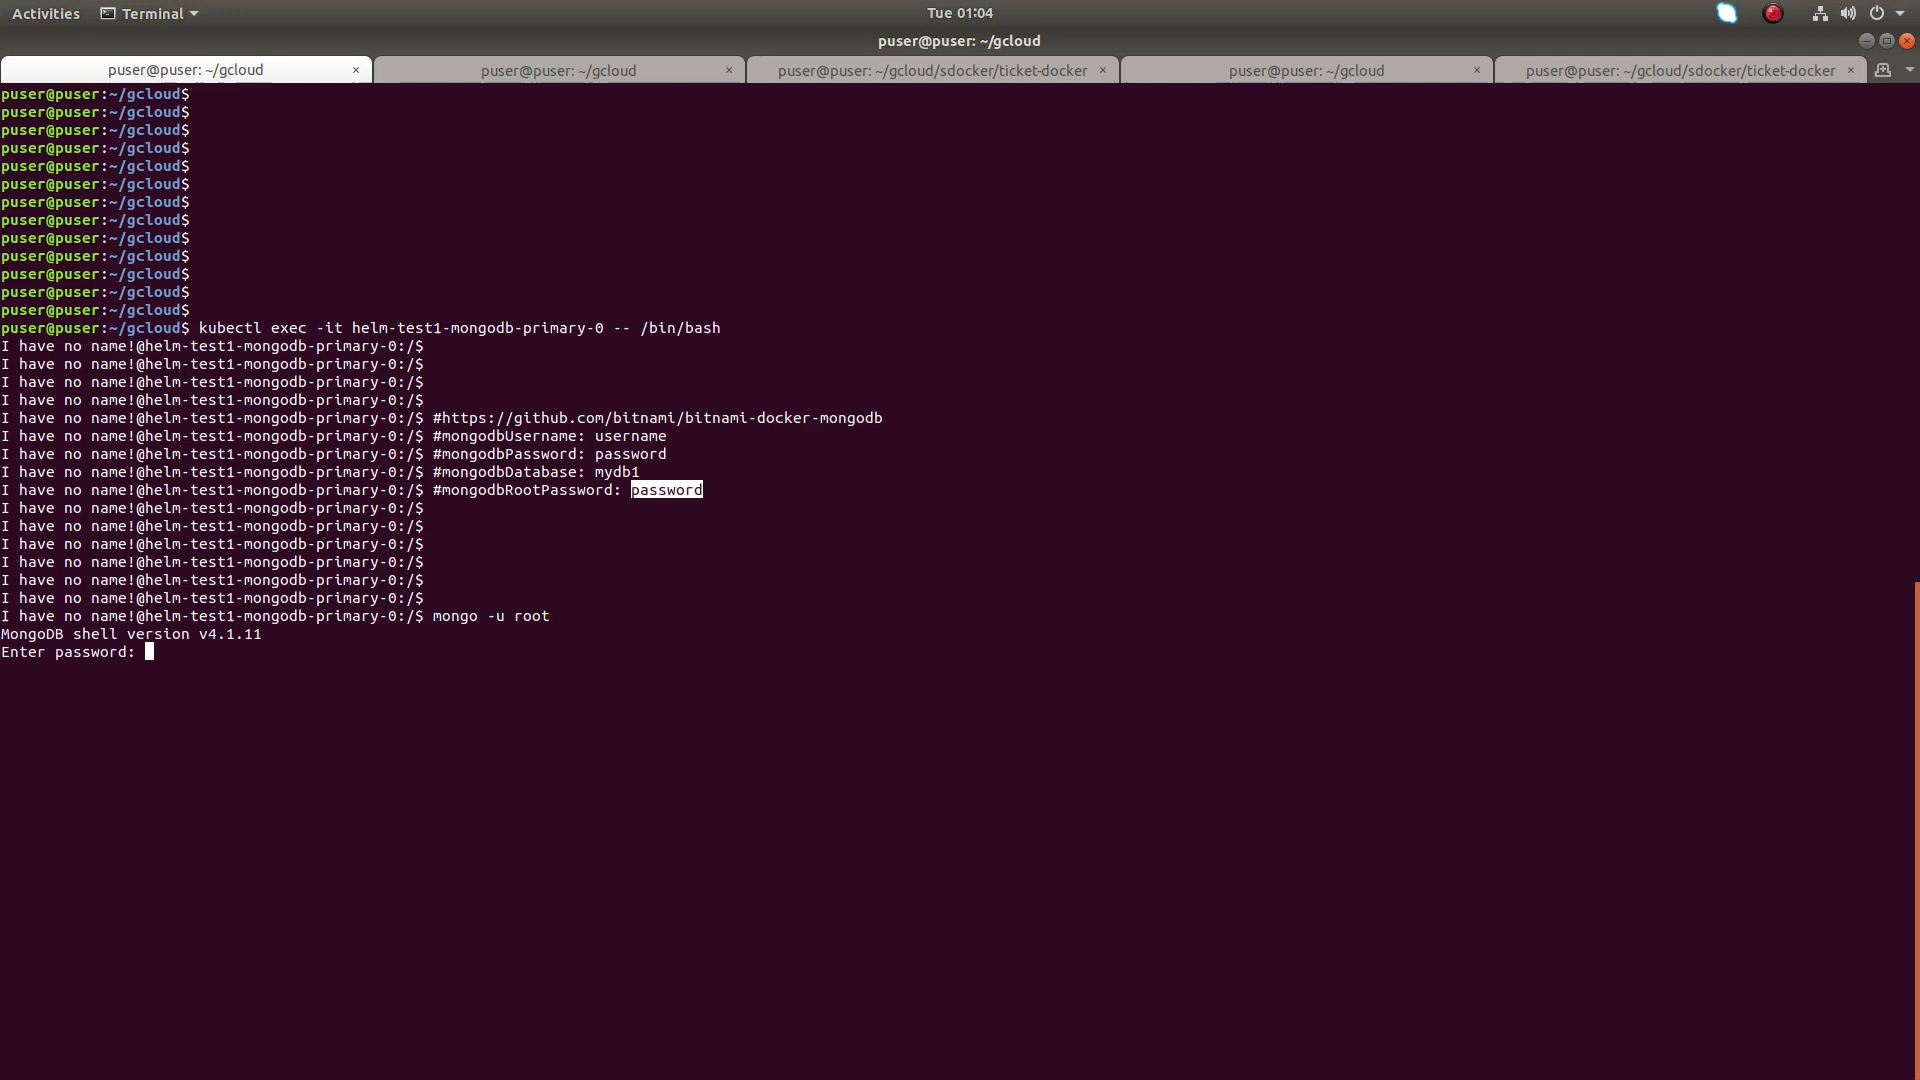 Activities Terminal Tue 01:04
puser@puser: ~/gcloud
puser@puser: ~/gcloud × puser@puser: ~/gcloud × puser@puser: ~/gcloud/sdocker/ticket-docker × puser@puser: ~/gcloud × puser@puser: ~/gcloud/sdocker/ticket-docker ×
puser@puser:~/gcloud$
puser@puser:~/gcloud$
puser@puser:~/gcloud$
puser@puser:~/gcloud$
puser@puser:~/gcloud$
puser@puser:~/gcloud$
puser@puser:~/gcloud$
puser@puser:~/gcloud$
puser@puser:~/gcloud$
puser@puser:~/gcloud$
puser@puser:~/gcloud$
puser@puser:~/gcloud$
puser@puser:~/gcloud$
puser@puser:~/gcloud$ kubectl exec -it helm-test1-mongodb-primary-0 -- /bin/bash
I have no name!@helm-test1-mongodb-primary-0:/$
I have no name!@helm-test1-mongodb-primary-0:/$
I have no name!@helm-test1-mongodb-primary-0:/$
I have no name!@helm-test1-mongodb-primary-0:/$
I have no name!@helm-test1-mongodb-primary-0:/$ #https://github.com/bitnami/bitnami-docker-mongodb
I have no name!@helm-test1-mongodb-primary-0:/$ #mongodbUsername: username
I have no name!@helm-test1-mongodb-primary-0:/$ #mongodbPassword: password
I have no name!@helm-test1-mongodb-primary-0:/$ #mongodbDatabase: mydb1
I have no name!@helm-test1-mongodb-primary-0:/$ #mongodbRootPassword: password
I have no name!@helm-test1-mongodb-primary-0:/$
I have no name!@helm-test1-mongodb-primary-0:/$
I have no name!@helm-test1-mongodb-primary-0:/$
I have no name!@helm-test1-mongodb-primary-0:/$
I have no name!@helm-test1-mongodb-primary-0:/$
I have no name!@helm-test1-mongodb-primary-0:/$
I have no name!@helm-test1-mongodb-primary-0:/$ mongo -u root
MongoDB shell version v4.1.11
Enter password: